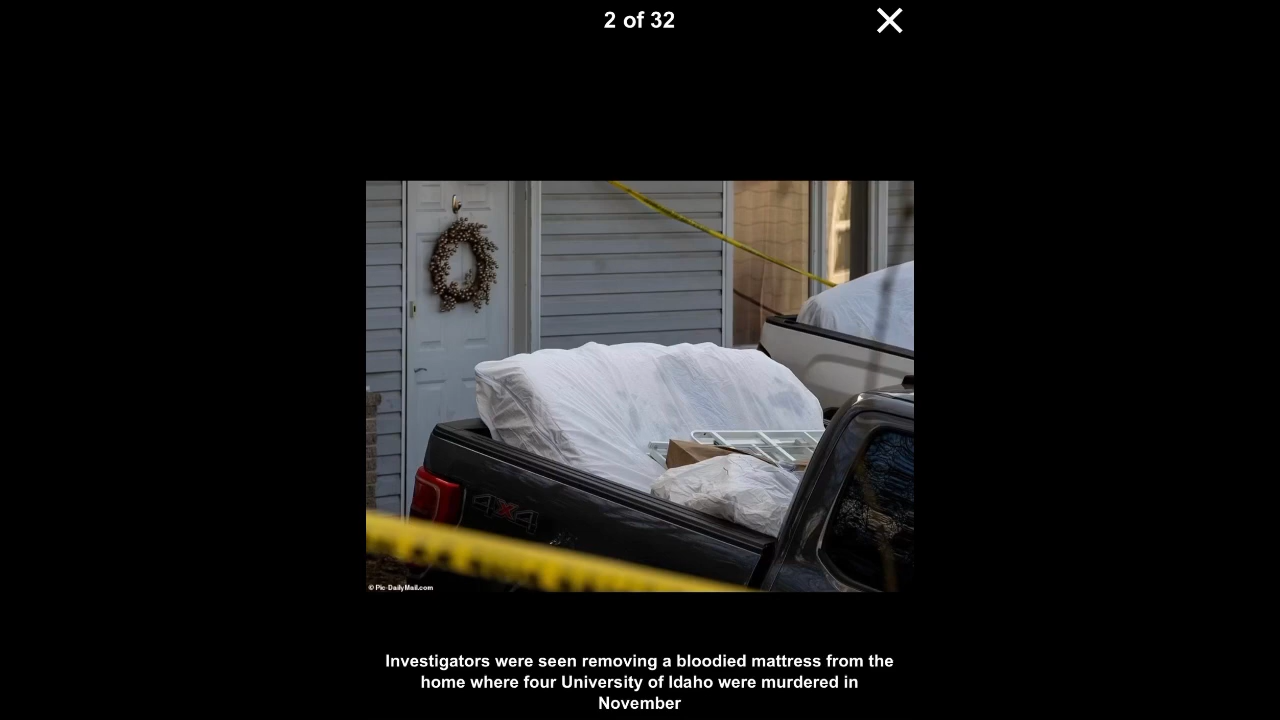 2 of 32
4x4
© Pic-DailyMail.com
Investigators were seen removing a bloodied mattress from the
home where four University of Idaho were murdered in
November